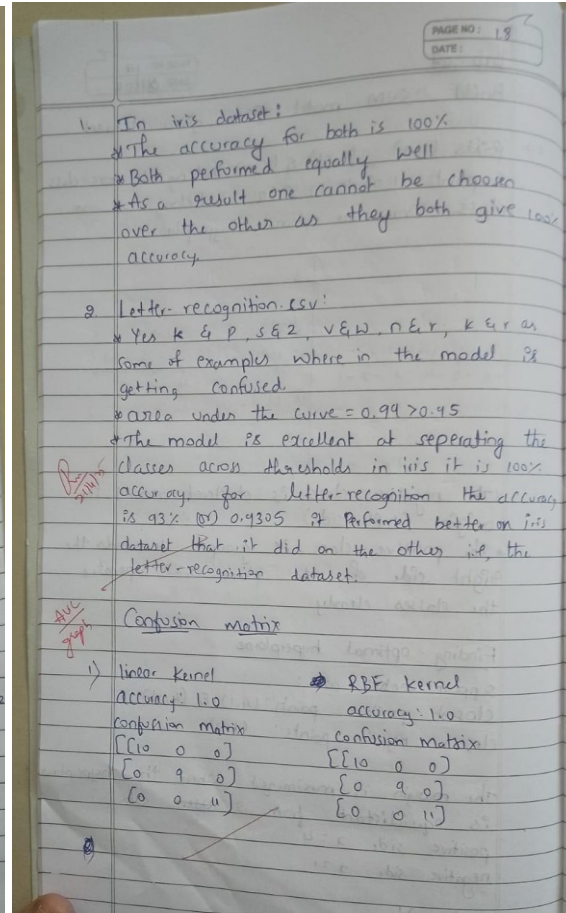 PAGE NO: 18
DATE:
1. In iris dataset:
* The accuracy for both is 100%
* Both performed equally well
* As a result one cannot be choosen
over the other as they both give 100%
accuracy.
2 Letter-recognition.csv:
* Yes k & p, s & z, v & w, n & r, k & r as
some of examples where in the model is
getting confused.
* area under the curve = 0.99 > 0.95
* The model is excellent at seperating the
classes across thresholds in iris it is 100%
accuracy, for letter-recognition the accuracy
is 93% (or) 0.9305 it Performed better on iris
dataset that it did on the other i.e, the
letter-recognition dataset.
AUC
graph
Confusion matrix
1) linear Kernel
accuracy: 1.0
confusion matrix
[[10 0 0]
[0 9 0]
[0 0 11]
RBF kernel
accuracy: 1.0
confusion matrix
[[10 0 0]
[0 9 0]
[0 0 11]